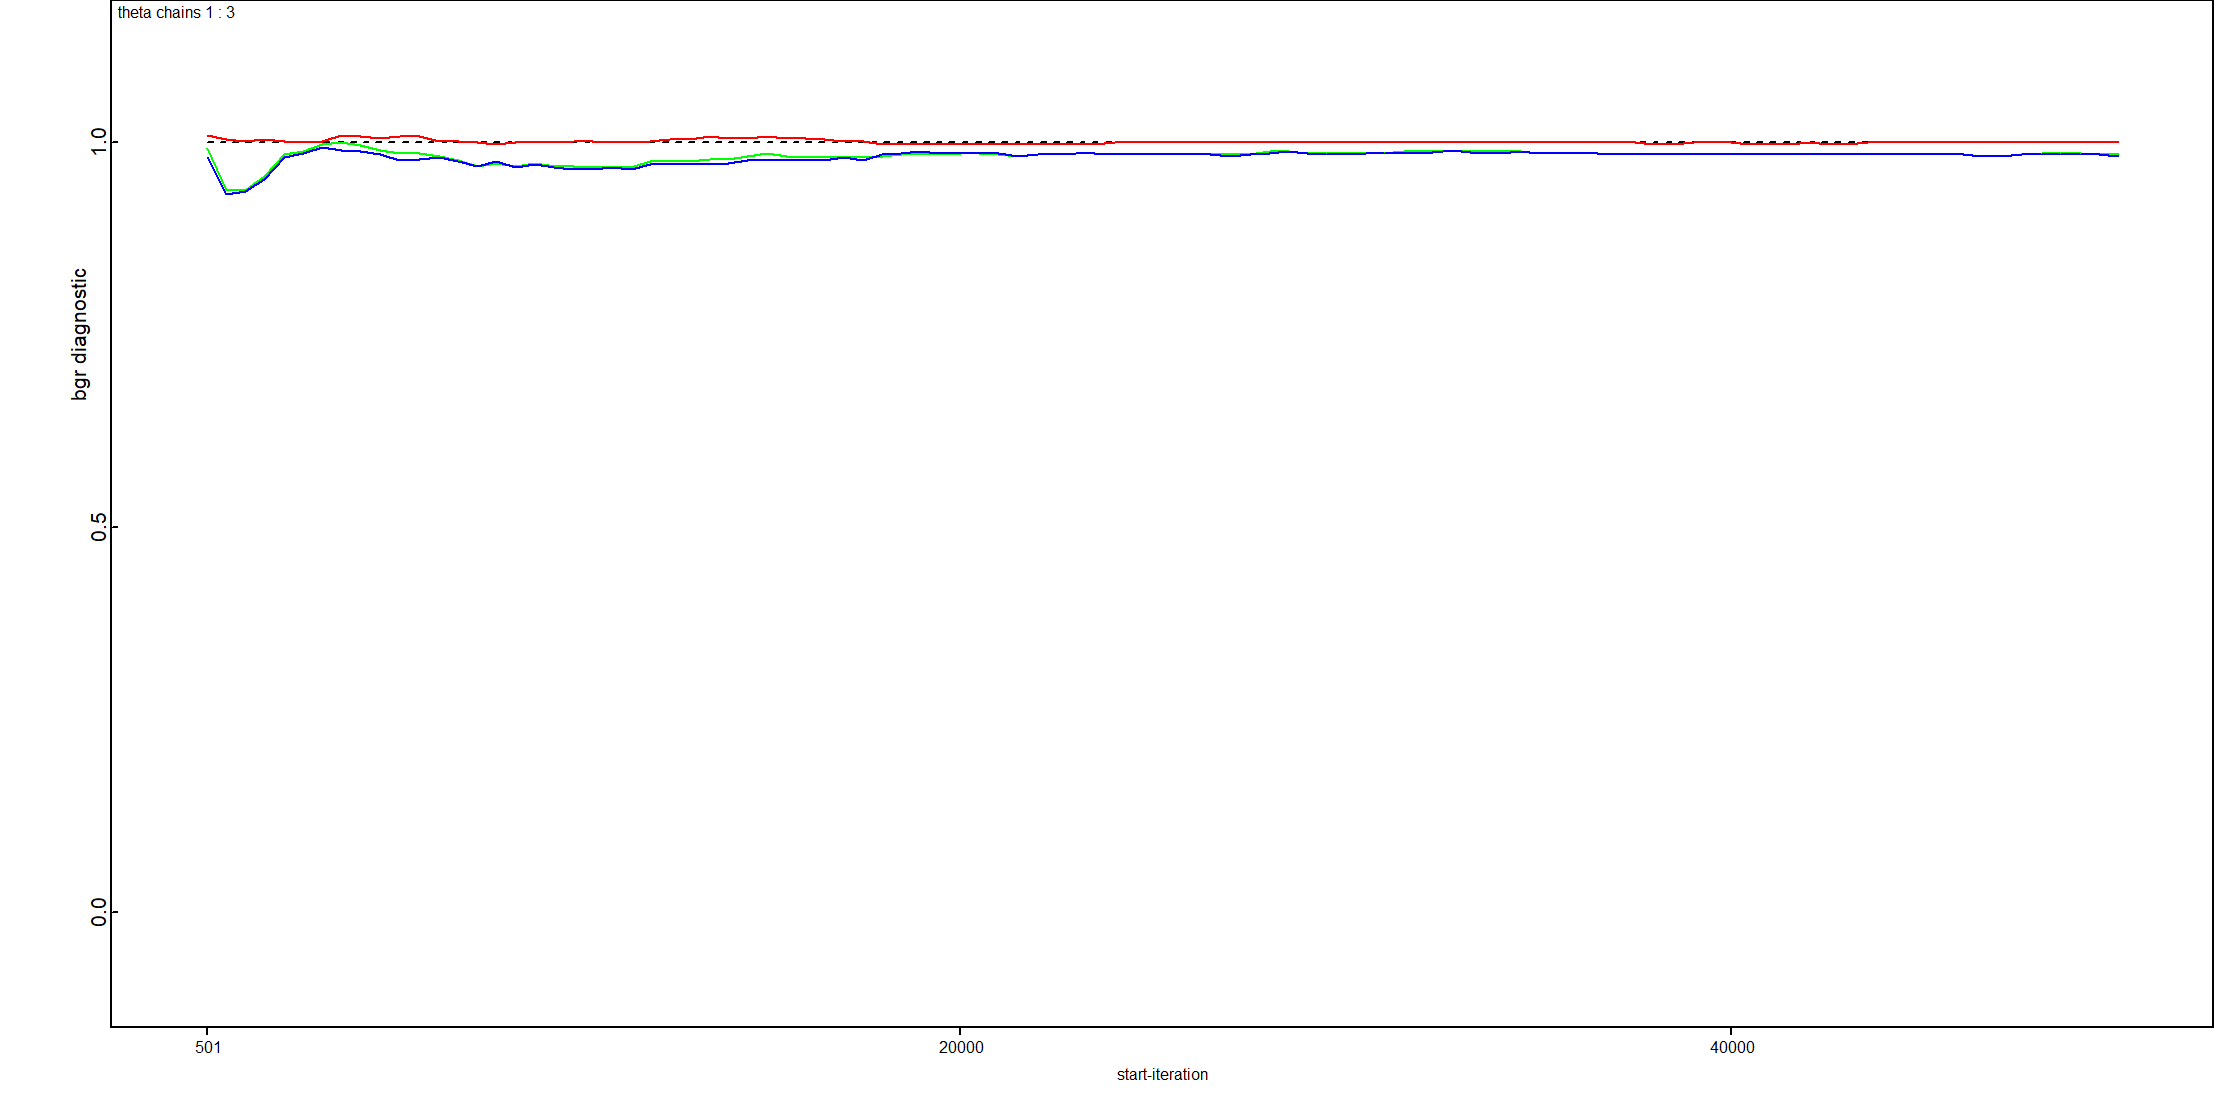 theta chains 1 : 3
1.0
0.5
0.0
bgr diagnostic
501
20000
40000
start-iteration